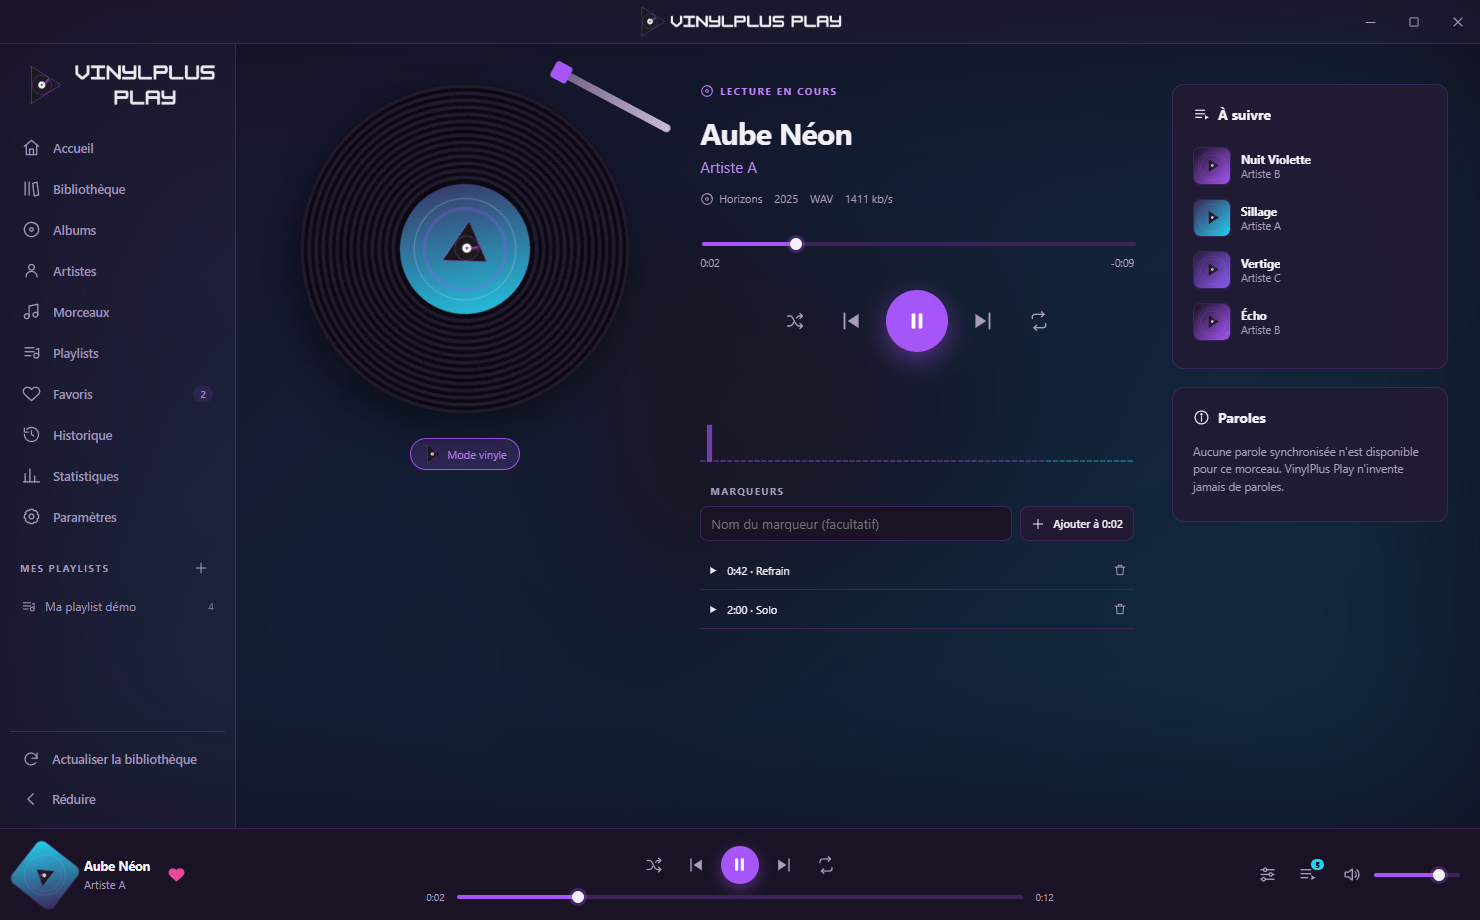 VINYLPLUS PLAY
VINYLPLUS
PLAY
Accueil
Bibliothèque
Albums
Artistes
Morceaux
Playlists
Favoris 2
Historique
Statistiques
Paramètres
MES PLAYLISTS
Ma playlist démo 4
Actualiser la bibliothèque
Réduire
Mode vinyle
LECTURE EN COURS
Aube Néon
Artiste A
Horizons 2025 WAV 1411 kb/s
0:02 -0:09
MARQUEURS
Nom du marqueur (facultatif)
Ajouter à 0:02
0:42 · Refrain
2:00 · Solo
À suivre
Nuit Violette
Artiste B
Sillage
Artiste A
Vertige
Artiste C
Écho
Artiste B
Paroles
Aucune parole synchronisée n'est disponible
pour ce morceau. VinylPlus Play n'invente
jamais de paroles.
Aube Néon
Artiste A
0:02 0:12
5